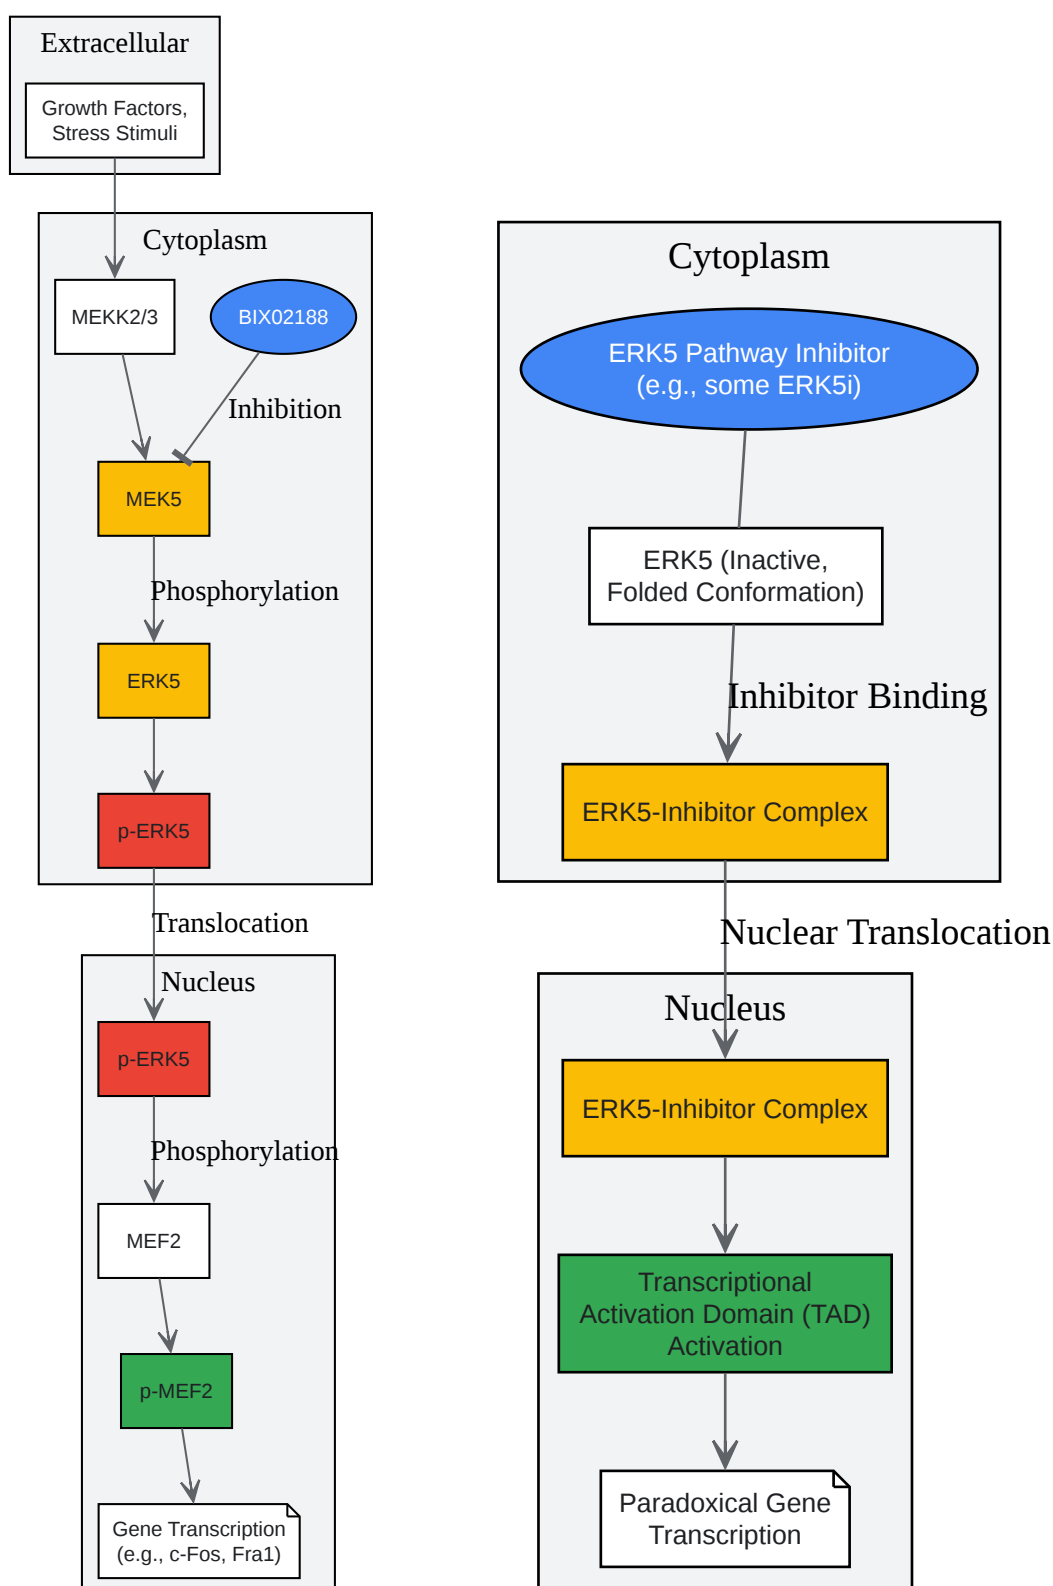 Extracellular
Growth Factors,
Stress Stimuli
Cytoplasm
MEKK2/3
BIX02188
Inhibition
MEK5
Phosphorylation
ERK5
p-ERK5
Translocation
Nucleus
p-ERK5
Phosphorylation
MEF2
p-MEF2
Gene Transcription
(e.g., c-Fos, Fra1)
Cytoplasm
ERK5 Pathway Inhibitor
(e.g., some ERK5i)
ERK5 (Inactive,
Folded Conformation)
Inhibitor Binding
ERK5-Inhibitor Complex
Nuclear Translocation
Nucleus
ERK5-Inhibitor Complex
Transcriptional
Activation Domain (TAD)
Activation
Paradoxical Gene
Transcription